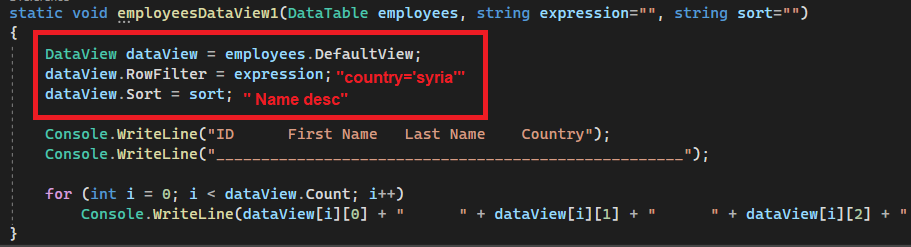 static void employeesDataView1(DataTable employees, string expression="", string sort="")
{
DataView dataView = employees.DefaultView;
dataView.RowFilter = expression; "country='syria'"
dataView.Sort = sort; " Name desc"
Console.WriteLine("ID      First Name   Last Name    Country");
Console.WriteLine("____________________________________________________");
for (int i = 0; i < dataView.Count; i++)
Console.WriteLine(dataView[i][0] + "      " + dataView[i][1] + "      " + dataView[i][2] + "
}